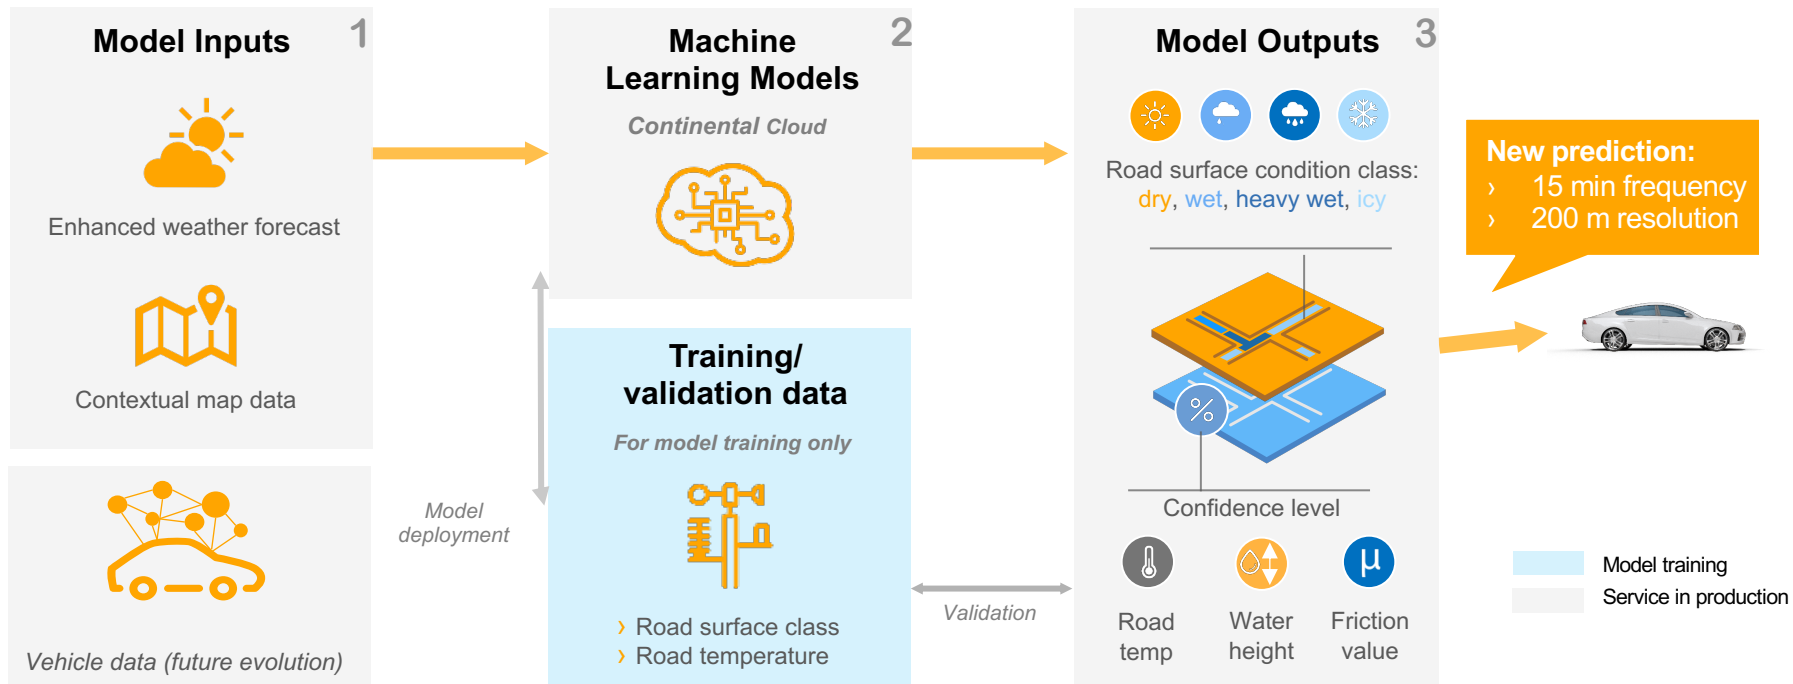 Model Inputs
1
Enhanced weather forecast
Contextual map data
Vehicle data (future evolution)
Machine
Learning Models
2
Continental Cloud
Model
deployment
Training/
validation data
For model training only
› Road surface class
› Road temperature
Validation
Model Outputs
3
Road surface condition class:
dry, wet, heavy wet, icy
%
Confidence level
μ
Road
temp
Water
height
Friction
value
New prediction:
› 15 min frequency
› 200 m resolution
Model training
Service in production